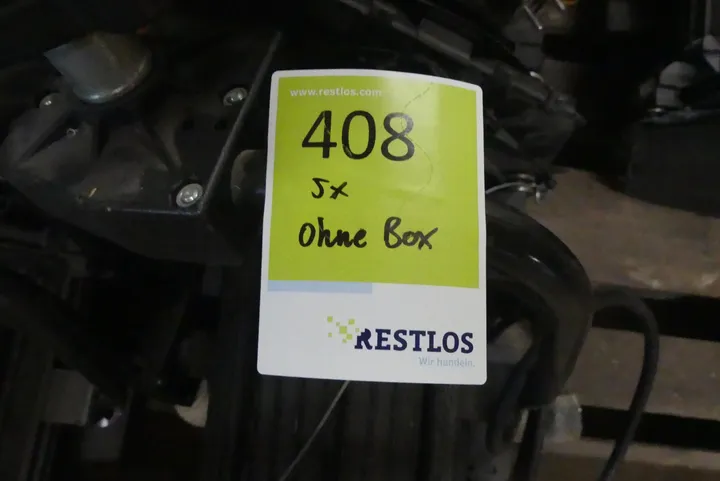 www.restlos.com
408
5x
ohne Box
RESTLOS
Wir handeln.